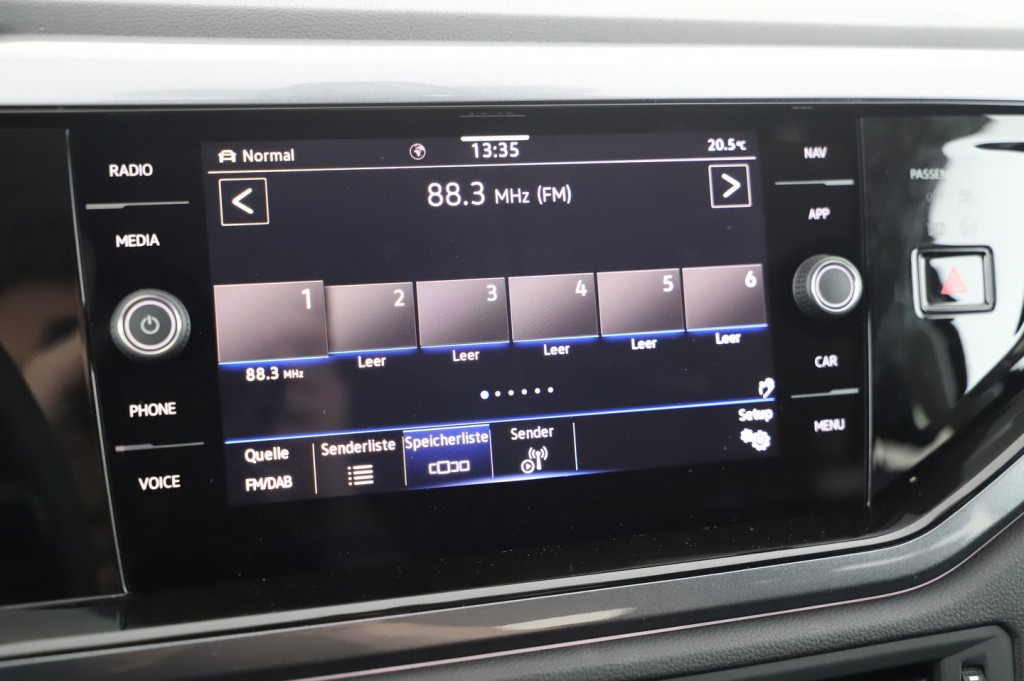 RADIO
MEDIA
PHONE
VOICE
Normal
13:35
20.5°C
88.3 MHz (FM)
1
2
3
4
5
6
88.3 MHz
Leer
Leer
Leer
Leer
Leer
Quelle
FM/DAB
Senderliste
Speicherliste
Sender
Setup
NAV
APP
CAR
MENU